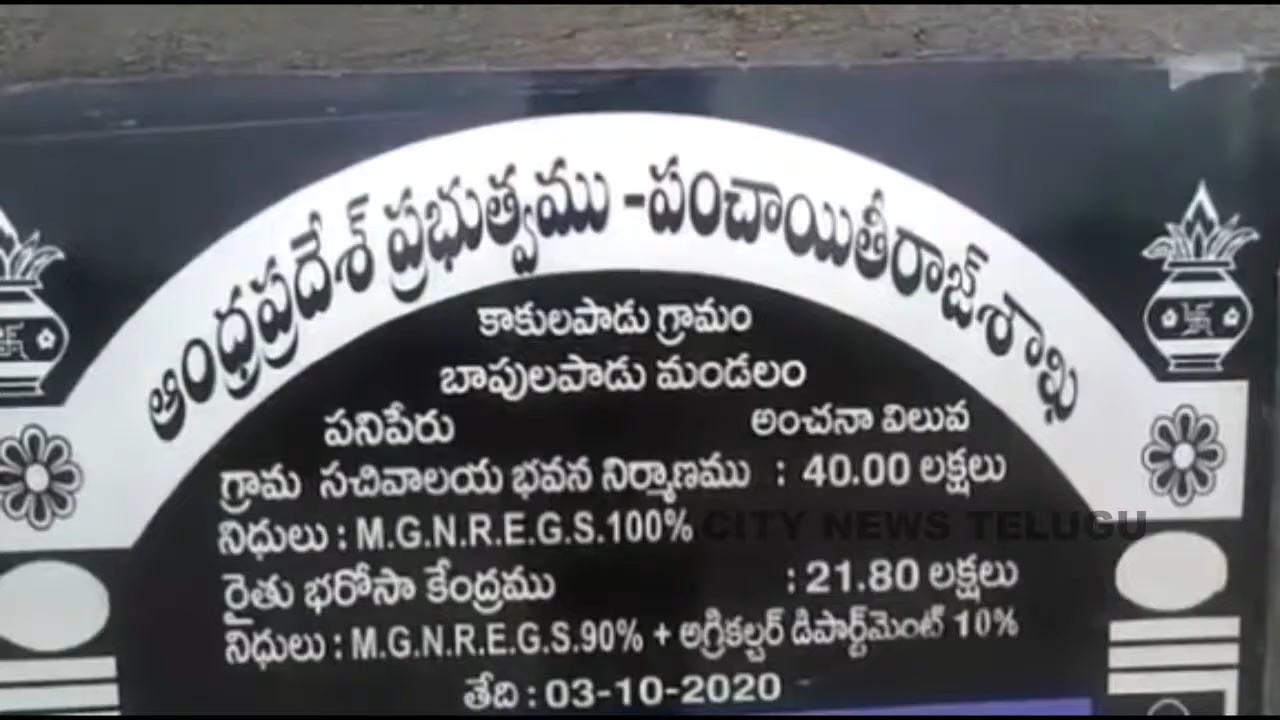 ఆంధ్రప్రదేశ్ ప్రభుత్వము - పంచాయితీరాజ్ శాఖ
కాకులపాడు గ్రామం
బాపులపాడు మండలం
పనిపేరు అంచనా విలువ
గ్రామ సచివాలయ భవన నిర్మాణము : 40.00 లక్షలు
నిధులు : M.G.N.R.E.G.S.100%
CITY NEWS TELUGU
రైతు భరోసా కేంద్రము : 21.80 లక్షలు
నిధులు : M.G.N.R.E.G.S.90% + అగ్రికల్చర్ డిపార్ట్‌మెంట్ 10%
తేది : 03-10-2020